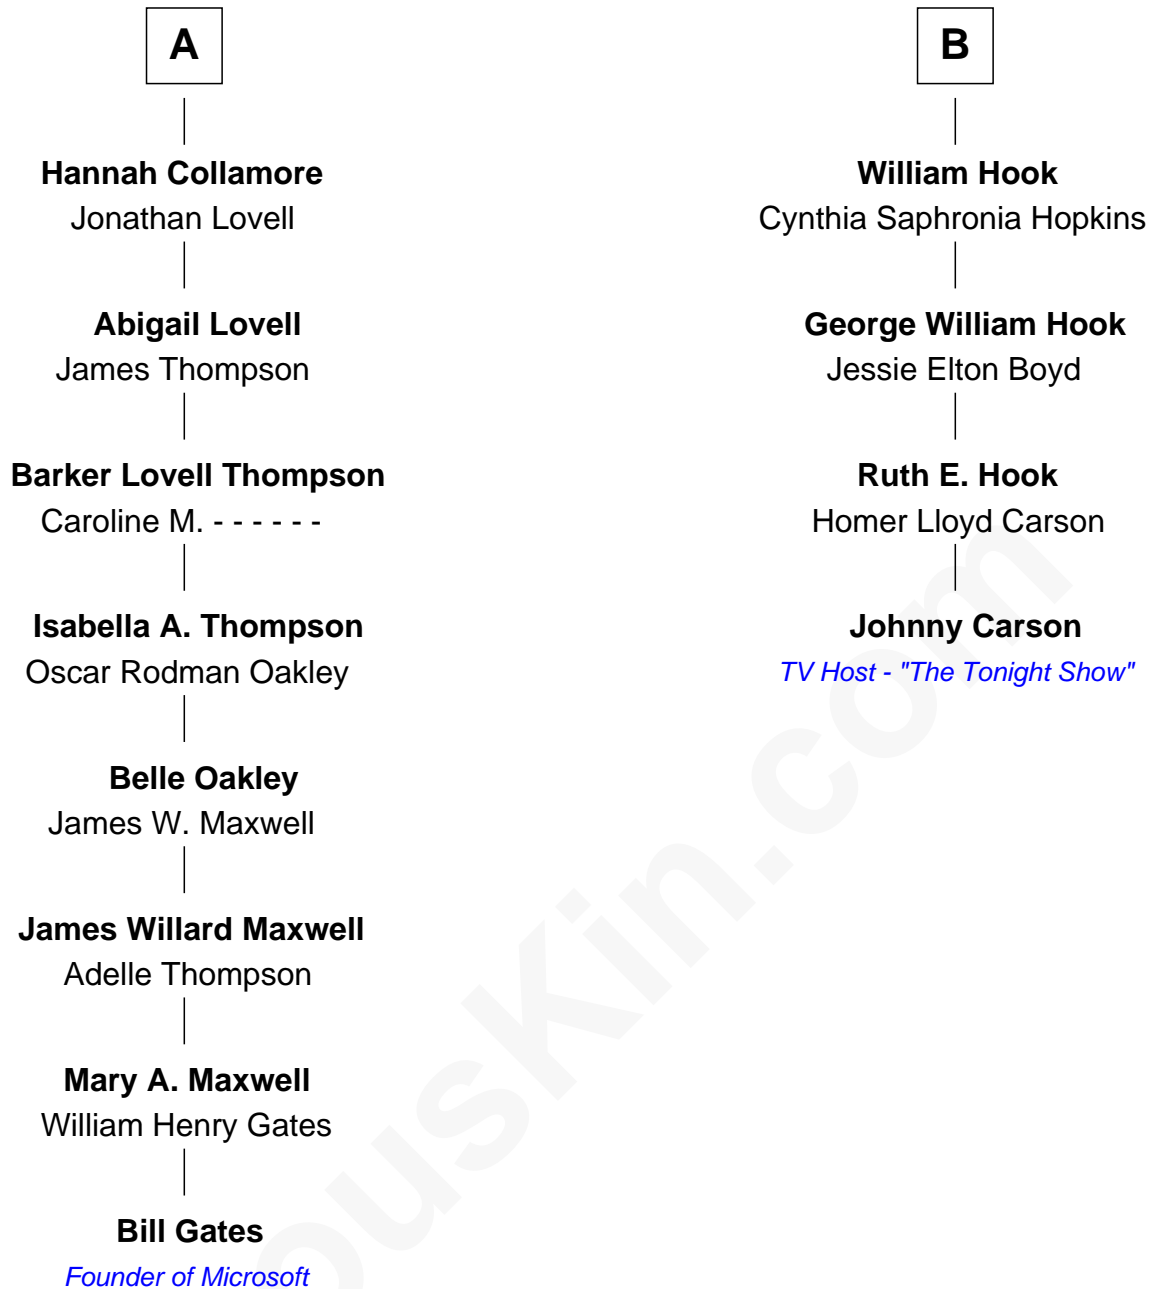 A
Hannah Collamore
Jonathan Lovell
Abigail Lovell
James Thompson
Barker Lovell Thompson
Caroline M. - - - - - -
Isabella A. Thompson
Oscar Rodman Oakley
Belle Oakley
James W. Maxwell
James Willard Maxwell
Adelle Thompson
Mary A. Maxwell
William Henry Gates
Bill Gates
Founder of Microsoft
B
William Hook
Cynthia Saphronia Hopkins
George William Hook
Jessie Elton Boyd
Ruth E. Hook
Homer Lloyd Carson
Johnny Carson
TV Host - "The Tonight Show"
ousKin.com